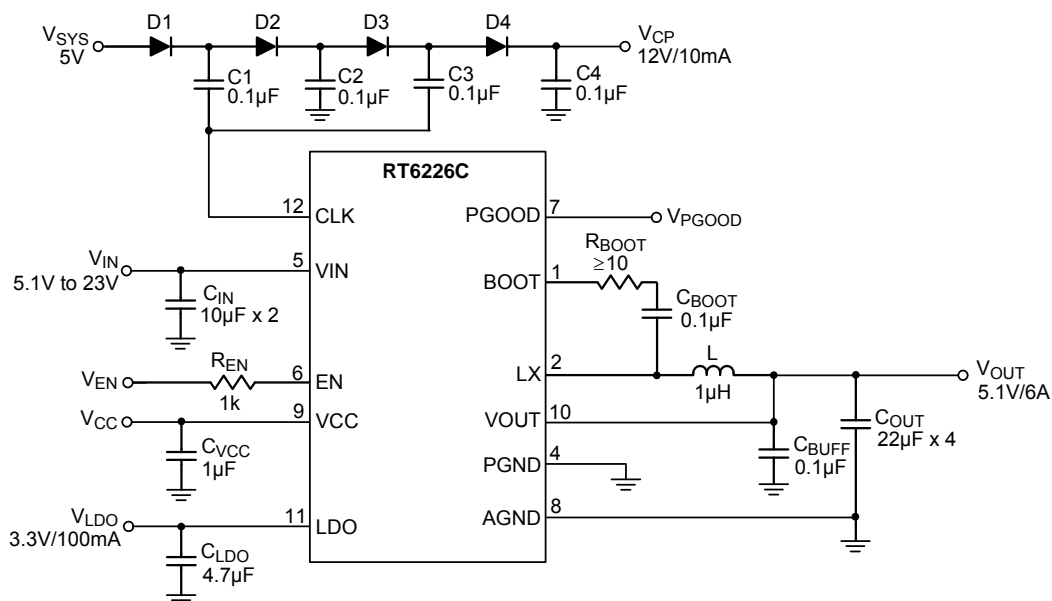 D1
D2
D3
D4
VSYS
5V
VCP
12V/10mA
C1
0.1µF
C2
0.1µF
C3
0.1µF
C4
0.1µF
RT6226C
12
CLK
PGOOD
7
VPGOOD
VIN
5.1V to 23V
5
VIN
CIN
10µF x 2
BOOT
1
RBOOT
≥10
CBOOT
0.1µF
VEN
REN
1k
6
EN
LX
2
L
1µH
VOUT
5.1V/6A
VCC
9
VCC
CVCC
1µF
VOUT
10
CBUFF
0.1µF
COUT
22µF x 4
PGND
4
AGND
8
VLDO
3.3V/100mA
11
LDO
CLDO
4.7µF